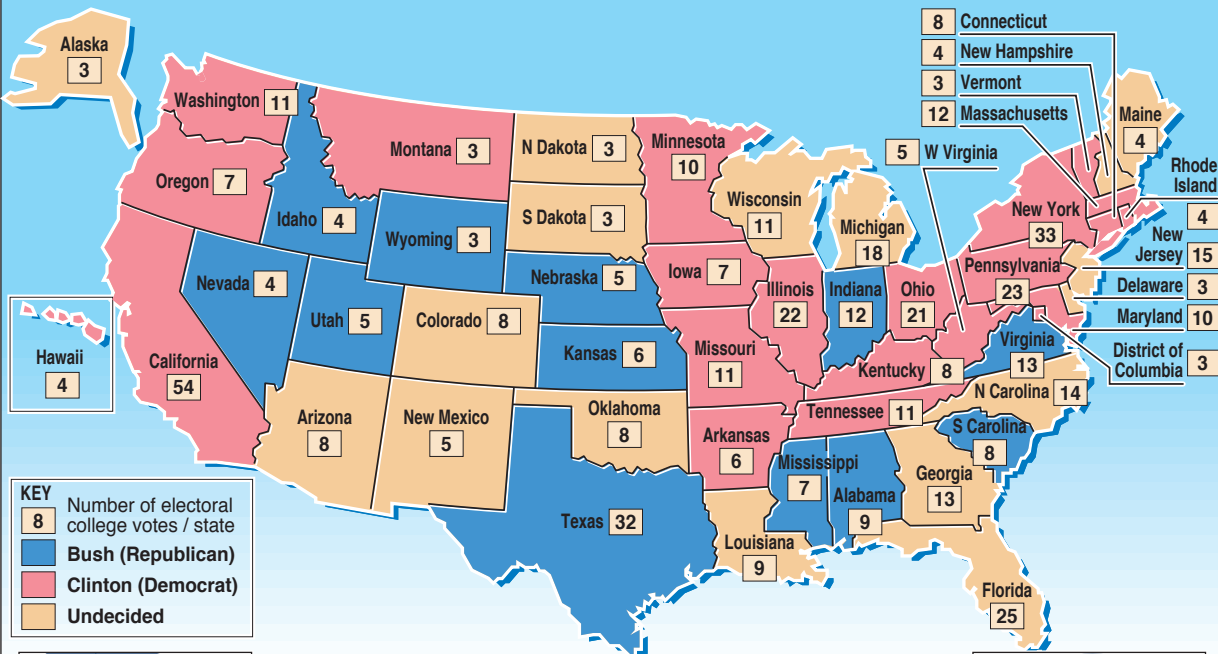 Alaska
3
Washington 11
Oregon 7
California
54
Hawaii
4
Nevada 4
Idaho 4
Montana 3
Wyoming 3
Utah 5
Colorado 8
Arizona
8
New Mexico
5
N Dakota 3
S Dakota 3
Nebraska 5
Kansas 6
Oklahoma
8
Texas 32
Minnesota
10
Iowa 7
Missouri
11
Arkansas
6
Louisiana
9
Wisconsin
11
Michigan
18
Illinois
22
Indiana
12
Ohio
21
Kentucky 8
Tennessee 11
Mississippi
7
Alabama
9
Georgia
13
Florida
25
S Carolina
8
N Carolina 14
Virginia
13
5 W Virginia
Pennsylvania
23
New York
33
8 Connecticut
4 New Hampshire
3 Vermont
12 Massachusetts
Maine
4
Rhode
Island
4
New
Jersey 15
Delaware 3
Maryland 10
District of
Columbia 3
KEY
8 Number of electoral
college votes / state
Bush (Republican)
Clinton (Democrat)
Undecided